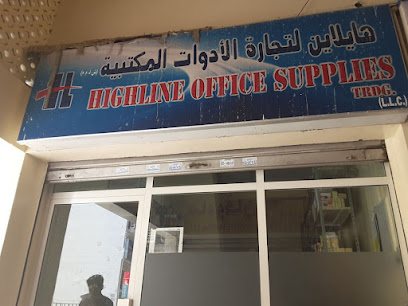 هايلاين لتجارة الأدوات المكتبية (ش.ذ.م.م)
H
HIGHLINE OFFICE SUPPLIES
TRDG.
(L.L.C.)